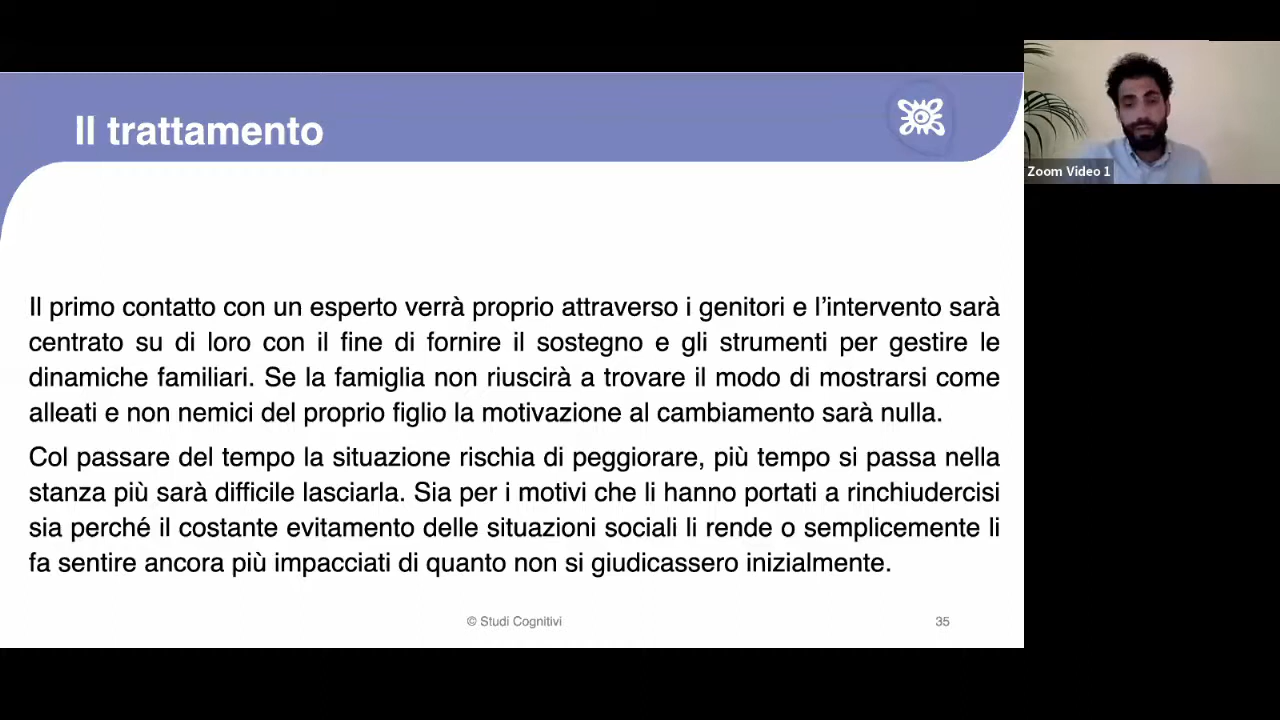 Il trattamento
Zoom Video 1
Il primo contatto con un esperto verrà proprio attraverso i genitori e l’intervento sarà
centrato su di loro con il fine di fornire il sostegno e gli strumenti per gestire le
dinamiche familiari. Se la famiglia non riuscirà a trovare il modo di mostrarsi come
alleati e non nemici del proprio figlio la motivazione al cambiamento sarà nulla.
Col passare del tempo la situazione rischia di peggiorare, più tempo si passa nella
stanza più sarà difficile lasciarla. Sia per i motivi che li hanno portati a rinchiudercisi
sia perché il costante evitamento delle situazioni sociali li rende o semplicemente li
fa sentire ancora più impacciati di quanto non si giudicassero inizialmente.
© Studi Cognitivi
35